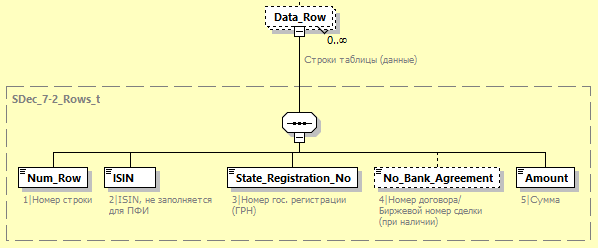 Data_Row
0..∞
Строки таблицы (данные)
SDec_7-2_Rows_t
Num_Row
ISIN
State_Registration_No
No_Bank_Agreement
Amount
1|Номер строки
2|ISIN, не заполняется
для ПФИ
3|Номер гос. регистрации
(ГРН)
4|Номер договора/
Биржевой номер сделки
(при наличии)
5|Сумма